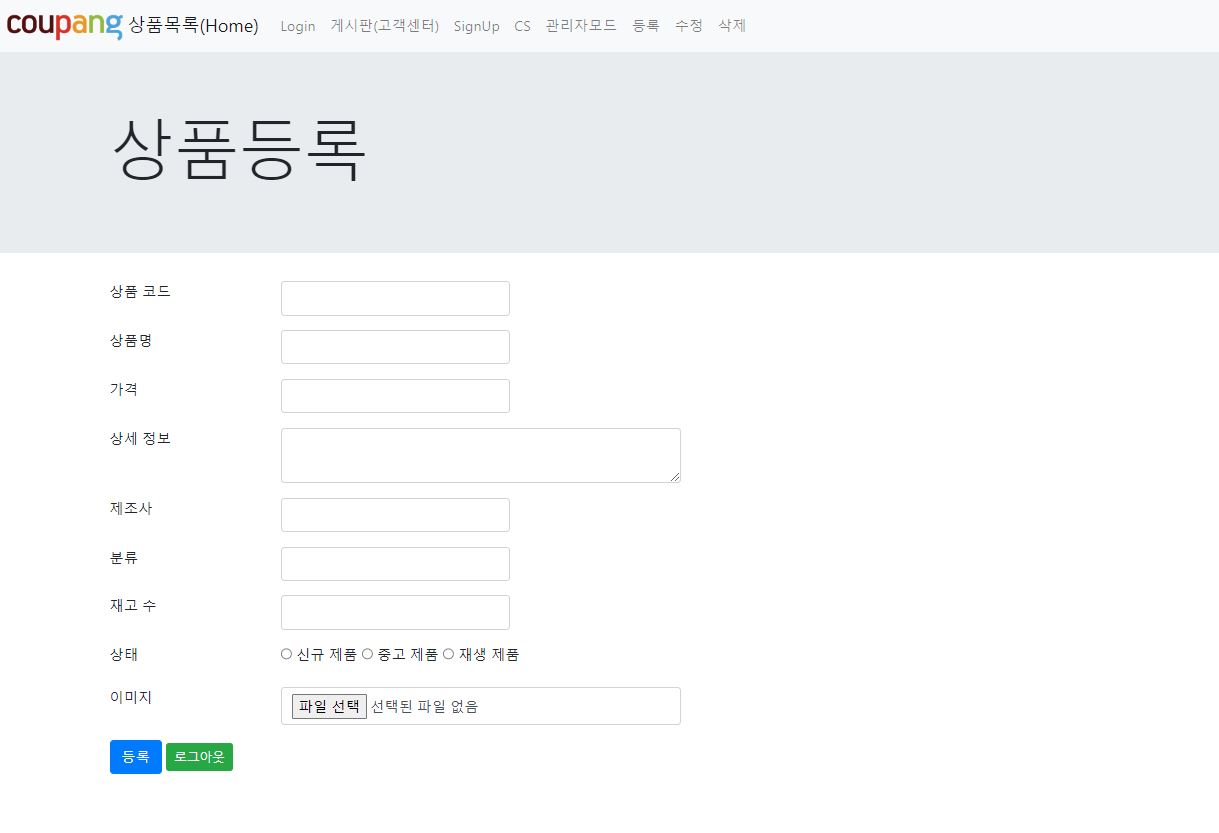 coupang 상품목록(Home) Login 게시판(고객센터) SignUp CS 관리자모드 등록 수정 삭제
상품등록
상품 코드
상품명
가격
상세 정보
제조사
분류
재고 수
상태 신규 제품 중고 제품 재생 제품
이미지 파일 선택 선택된 파일 없음
등록 로그아웃